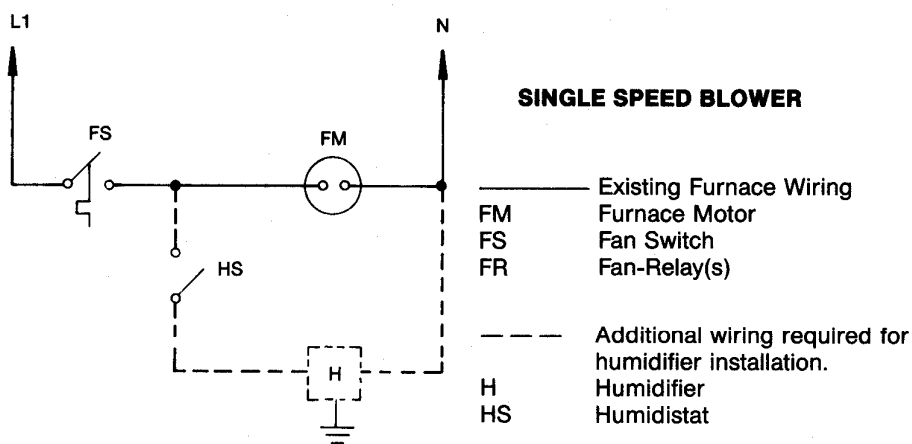 L1
N
SINGLE SPEED BLOWER
FS
FM
HS
H
Existing Furnace Wiring
FM Furnace Motor
FS Fan Switch
FR Fan-Relay(s)
Additional wiring required for
humidifier installation.
H Humidifier
HS Humidistat